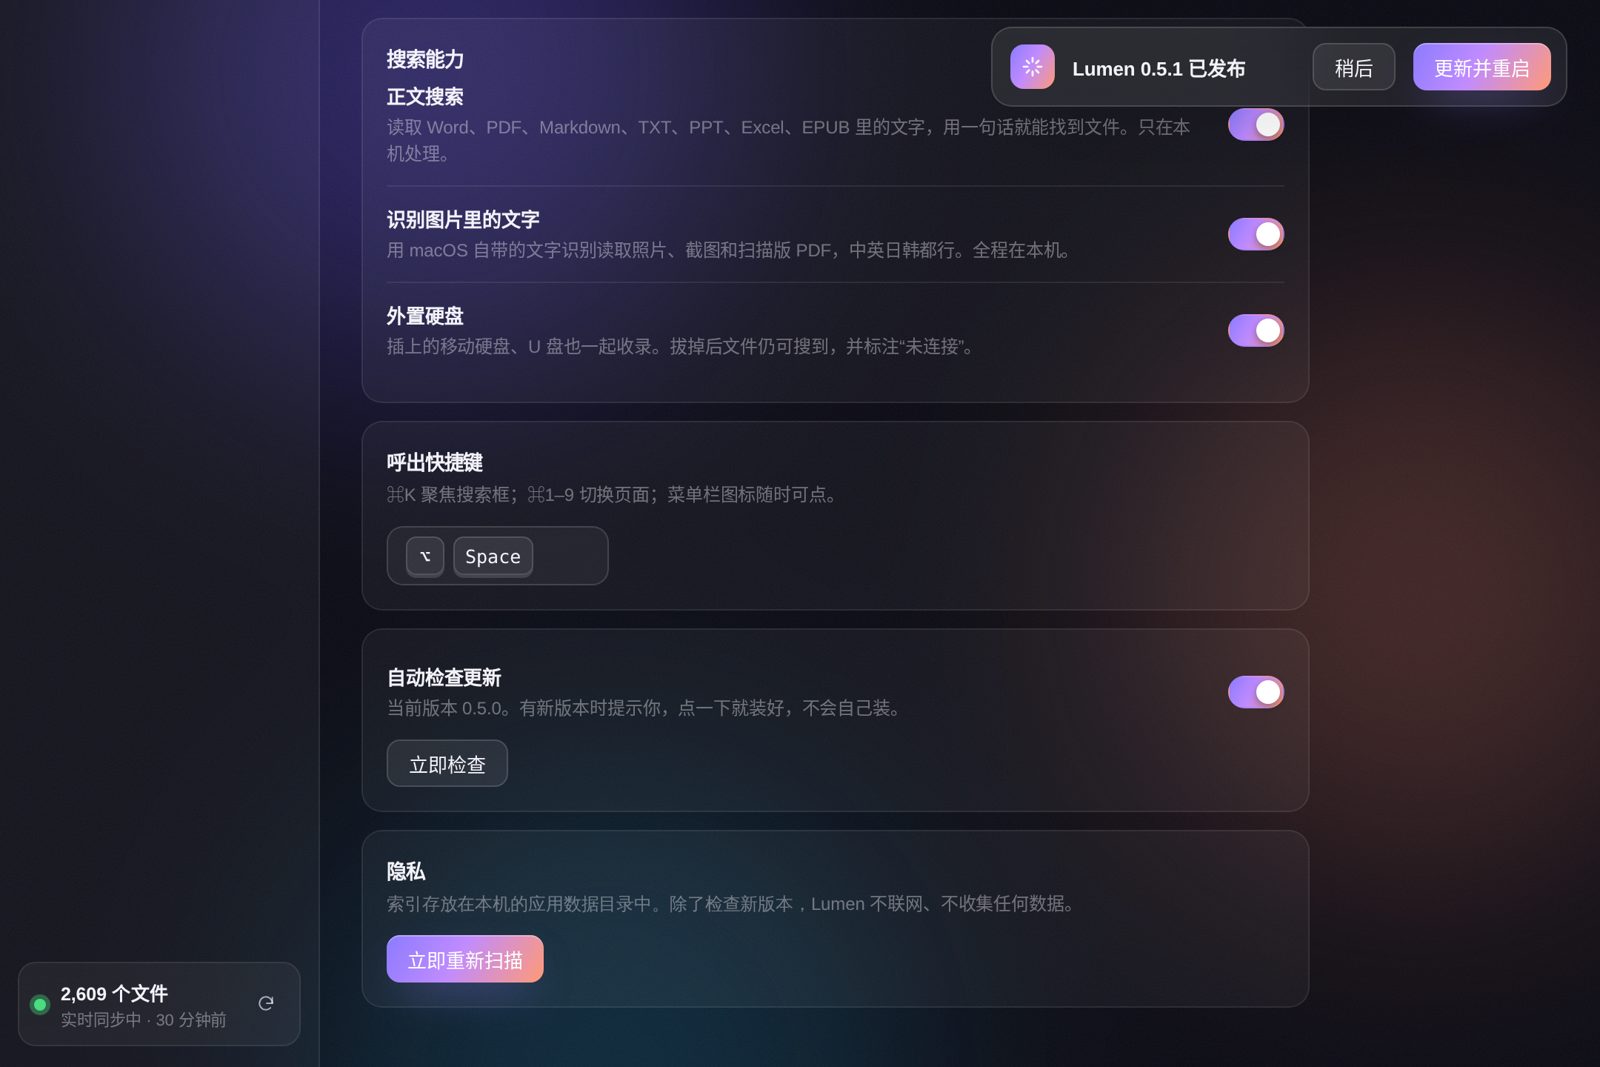 搜索能力
正文搜索
读取 Word、PDF、Markdown、TXT、PPT、Excel、EPUB 里的文字，用一句话就能找到文件。只在本
机处理。
识别图片里的文字
用 macOS 自带的文字识别读取照片、截图和扫描版 PDF，中英日韩都行。全程在本机。
外置硬盘
插上的移动硬盘、U 盘也一起收录。拔掉后文件仍可搜到，并标注“未连接”。
呼出快捷键
⌘K 聚焦搜索框；⌘1–9 切换页面；菜单栏图标随时可点。
⌥ Space
自动检查更新
当前版本 0.5.0。有新版本时提示你，点一下就装好，不会自己装。
立即检查
隐私
索引存放在本机的应用数据目录中。除了检查新版本，Lumen 不联网、不收集任何数据。
立即重新扫描
Lumen 0.5.1 已发布
稍后
更新并重启
2,609 个文件
实时同步中 · 30 分钟前